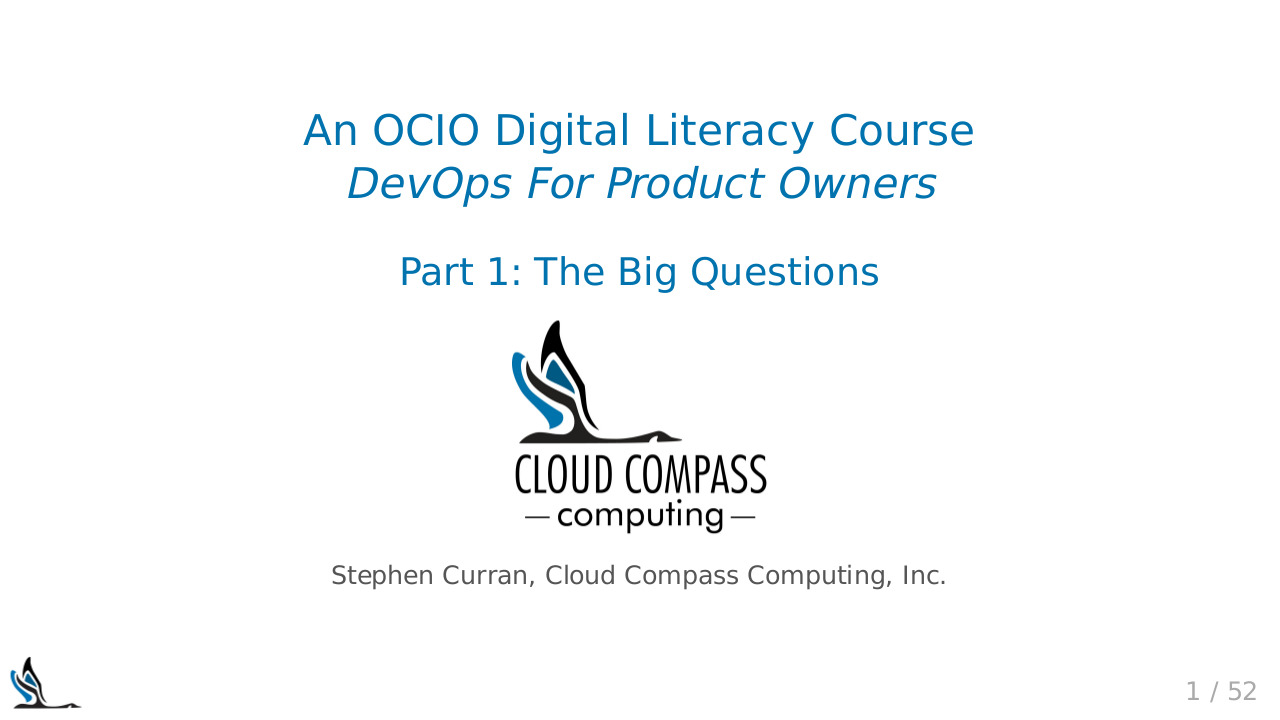 An OCIO Digital Literacy Course
DevOps For Product Owners
Part 1: The Big Questions
CLOUD COMPASS
— computing —
Stephen Curran, Cloud Compass Computing, Inc.
1 / 52